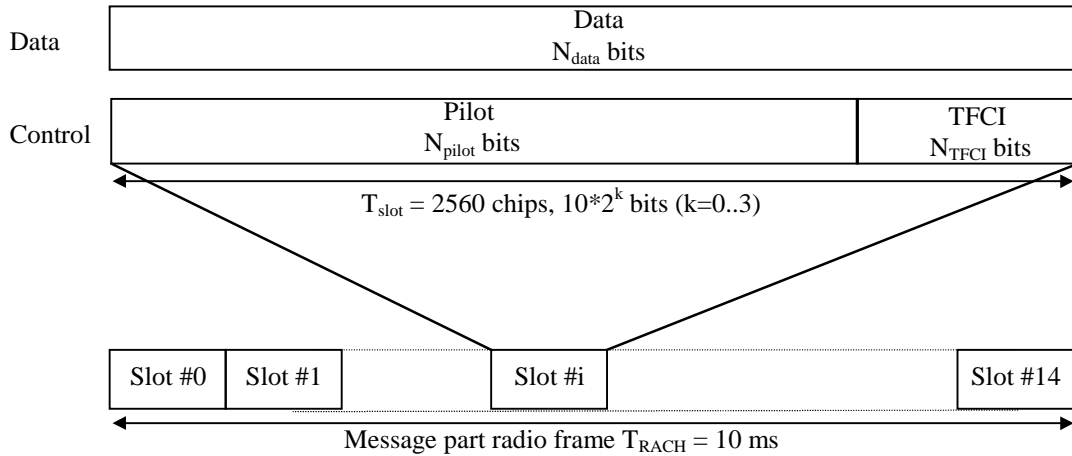 Data
Data
N_data bits
Control
Pilot
N_pilot bits
TFCI
N_TFCI bits
T_slot = 2560 chips, 10*2^k bits (k=0..3)
Slot #0
Slot #1
Slot #i
Slot #14
Message part radio frame T_RACH = 10 ms